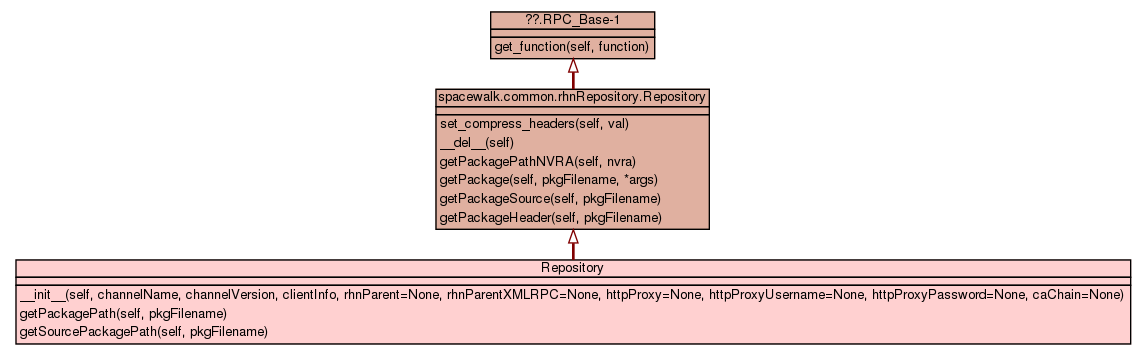 ??.RPC_Base-1
get_function(self, function)
spacewalk.common.rhnRepository.Repository
set_compress_headers(self, val)
__del__(self)
getPackagePathNVRA(self, nvra)
getPackage(self, pkgFilename, *args)
getPackageSource(self, pkgFilename)
getPackageHeader(self, pkgFilename)
Repository
__init__(self, channelName, channelVersion, clientInfo, rhnParent=None, rhnParentXMLRPC=None, httpProxy=None, httpProxyUsername=None, httpProxyPassword=None, caChain=None)
getPackagePath(self, pkgFilename)
getSourcePackagePath(self, pkgFilename)